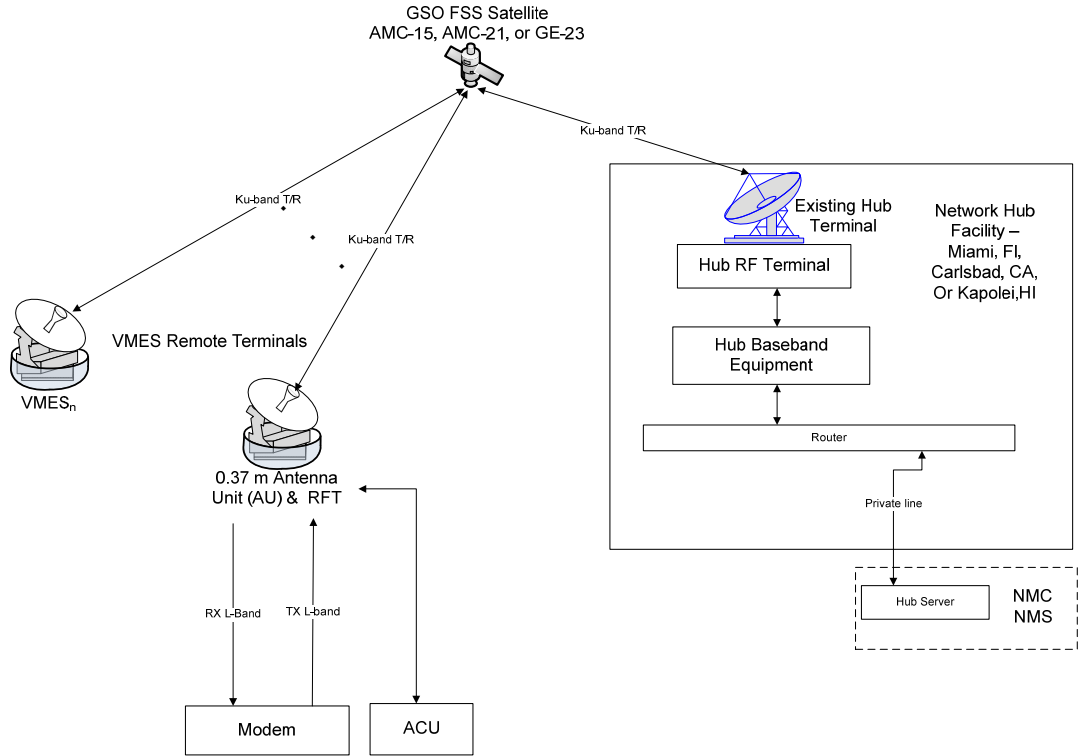 GSO FSS Satellite
AMC-15, AMC-21, or GE-23
Ku-band T/R
Ku-band T/R
Ku-band T/R
Existing Hub
Terminal
Network Hub
Facility –
Miami, Fl,
Carlsbad, CA,
Or Kapolei,HI
Hub RF Terminal
Hub Baseband
Equipment
Router
Private line
Hub Server
NMC
NMS
VMES Remote Terminals
VMESn
0.37 m Antenna
Unit (AU) & RFT
RX L-Band
TX L-band
Modem
ACU